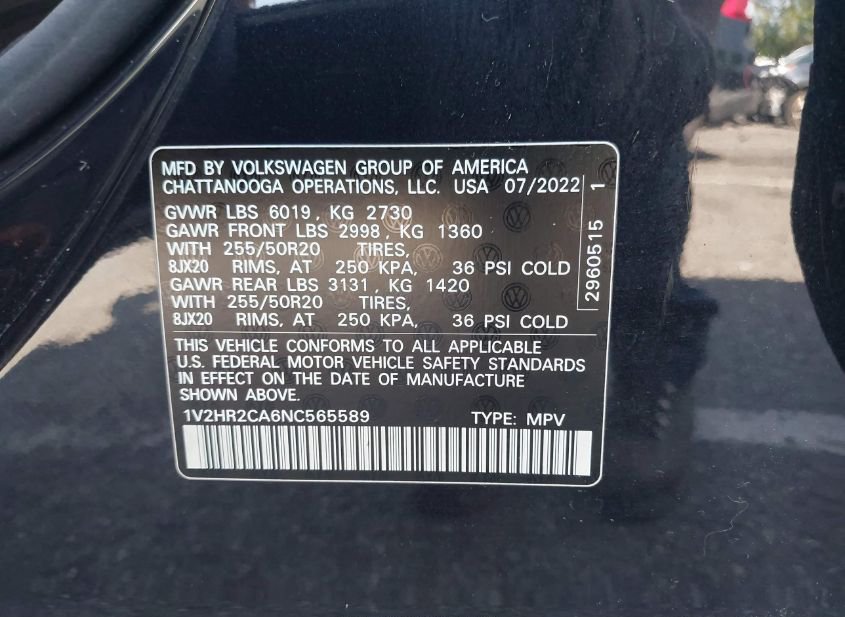 MFD BY VOLKSWAGEN GROUP OF AMERICA
CHATTANOOGA OPERATIONS, LLC. USA 07/2022
GVWR LBS 6019, KG 2730
GAWR FRONT LBS 2998, KG 1360
WITH 255/50R20 TIRES,
8JX20 RIMS, AT 250 KPA, 36 PSI COLD
GAWR REAR LBS 3131, KG 1420
WITH 255/50R20 TIRES,
8JX20 RIMS, AT 250 KPA, 36 PSI COLD
2960515 1
THIS VEHICLE CONFORMS TO ALL APPLICABLE
U.S. FEDERAL MOTOR VEHICLE SAFETY STANDARDS
IN EFFECT ON THE DATE OF MANUFACTURE
SHOWN ABOVE.
1V2HR2CA6NC565589 TYPE: MPV